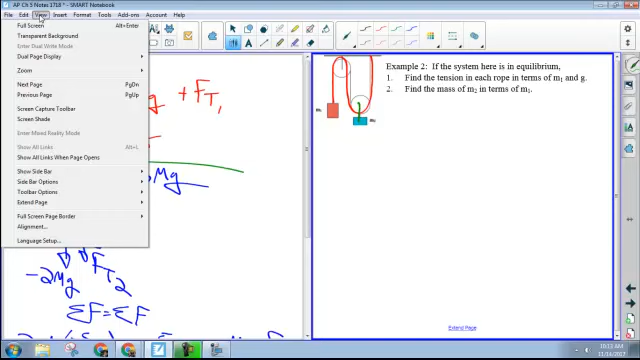 AP Ch 5 Notes 1718 * - SMART Notebook
File Edit View Insert Format Tools Add-ons Account Help
Full Screen Alt+Enter
Transparent Background
Enter Dual Write Mode
Dual Page Display
Zoom
Next Page PgDn
Previous Page PgUp
Screen Capture Toolbar
Screen Shade
Enter Mixed Reality Mode
Show All Links Alt+L
Show All Links When Page Opens
Show Side Bar
Side Bar Options
Toolbar Options
Extend Page
Full Screen Page Border
Alignment...
Language Setup...
g + FT1
Mg
FT2
-2Mg
ΣF = ΣF
Example 2: If the system here is in equilibrium,
1. Find the tension in each rope in terms of m1 and g.
2. Find the mass of m2 in terms of m1.
m1
m2
Extend Page
10:13 AM
11/14/2017